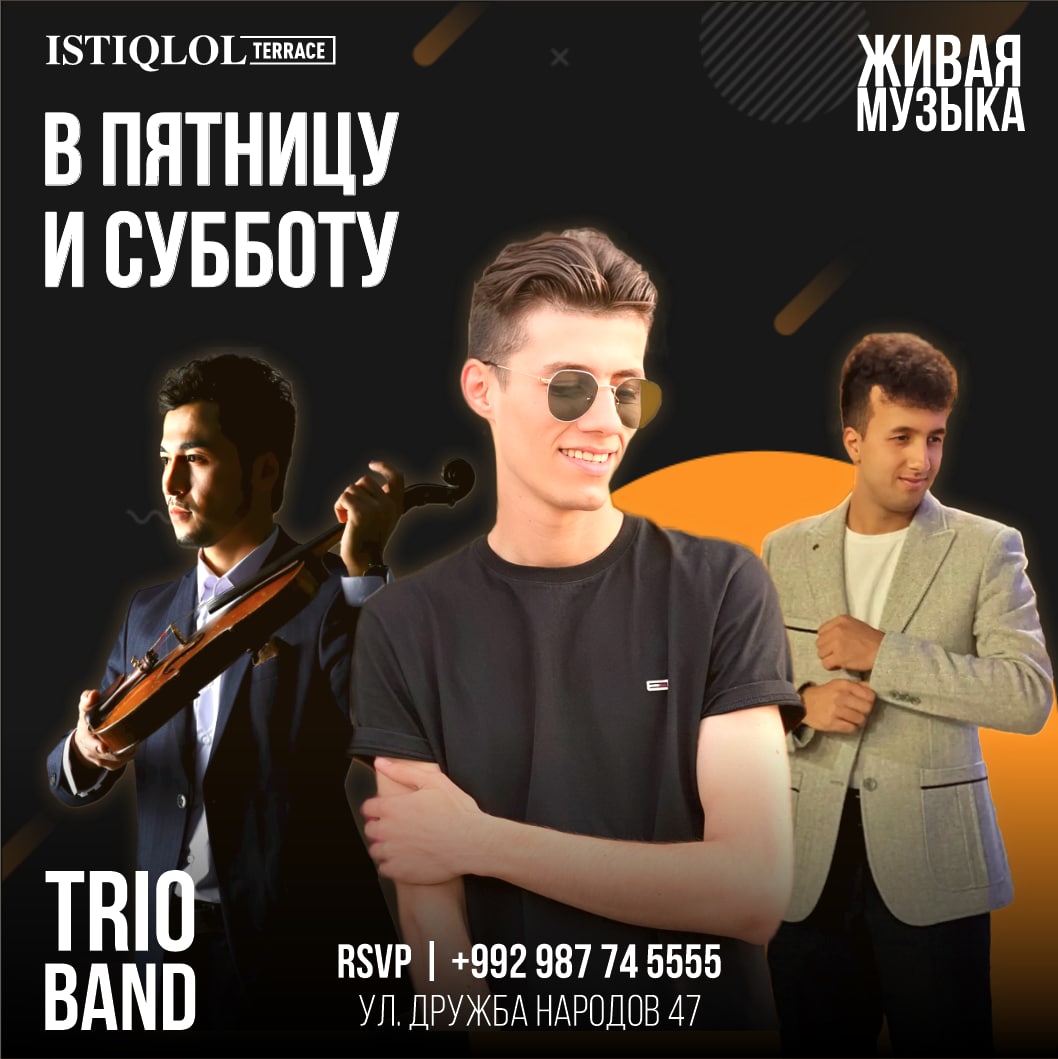 ISTIQLOL TERRACE
ЖИВАЯ
МУЗЫКА
В ПЯТНИЦУ
И СУББОТУ
TRIO
BAND
RSVP | +992 987 74 5555
УЛ. ДРУЖБА НАРОДОВ 47